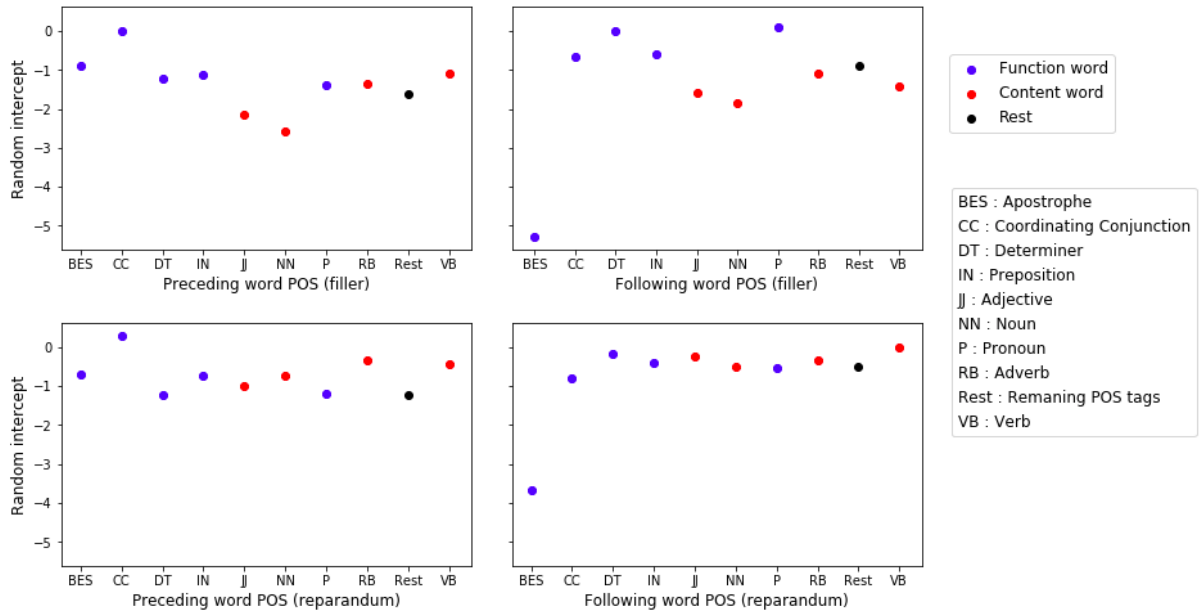 0
−1
−2
−3
−4
−5
Random intercept
BES CC DT IN JJ NN P RB Rest VB
Preceding word POS (filler)
BES CC DT IN JJ NN P RB Rest VB
Following word POS (filler)
Function word
Content word
Rest
BES : Apostrophe
CC : Coordinating Conjunction
DT : Determiner
IN : Preposition
JJ : Adjective
NN : Noun
P : Pronoun
RB : Adverb
Rest : Remaning POS tags
VB : Verb
0
−1
−2
−3
−4
−5
Random intercept
BES CC DT IN JJ NN P RB Rest VB
Preceding word POS (reparandum)
BES CC DT IN JJ NN P RB Rest VB
Following word POS (reparandum)